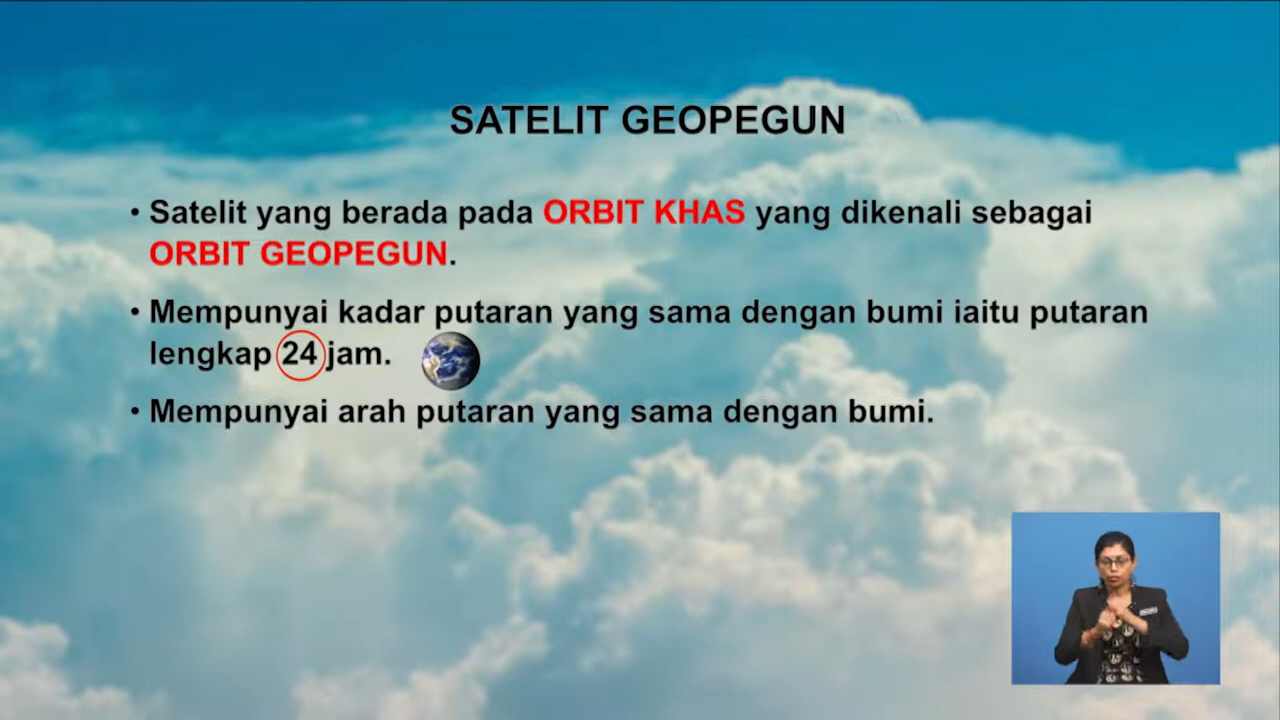 SATELIT GEOPEGUN
• Satelit yang berada pada ORBIT KHAS yang dikenali sebagai
ORBIT GEOPEGUN.
• Mempunyai kadar putaran yang sama dengan bumi iaitu putaran
lengkap 24 jam.
• Mempunyai arah putaran yang sama dengan bumi.